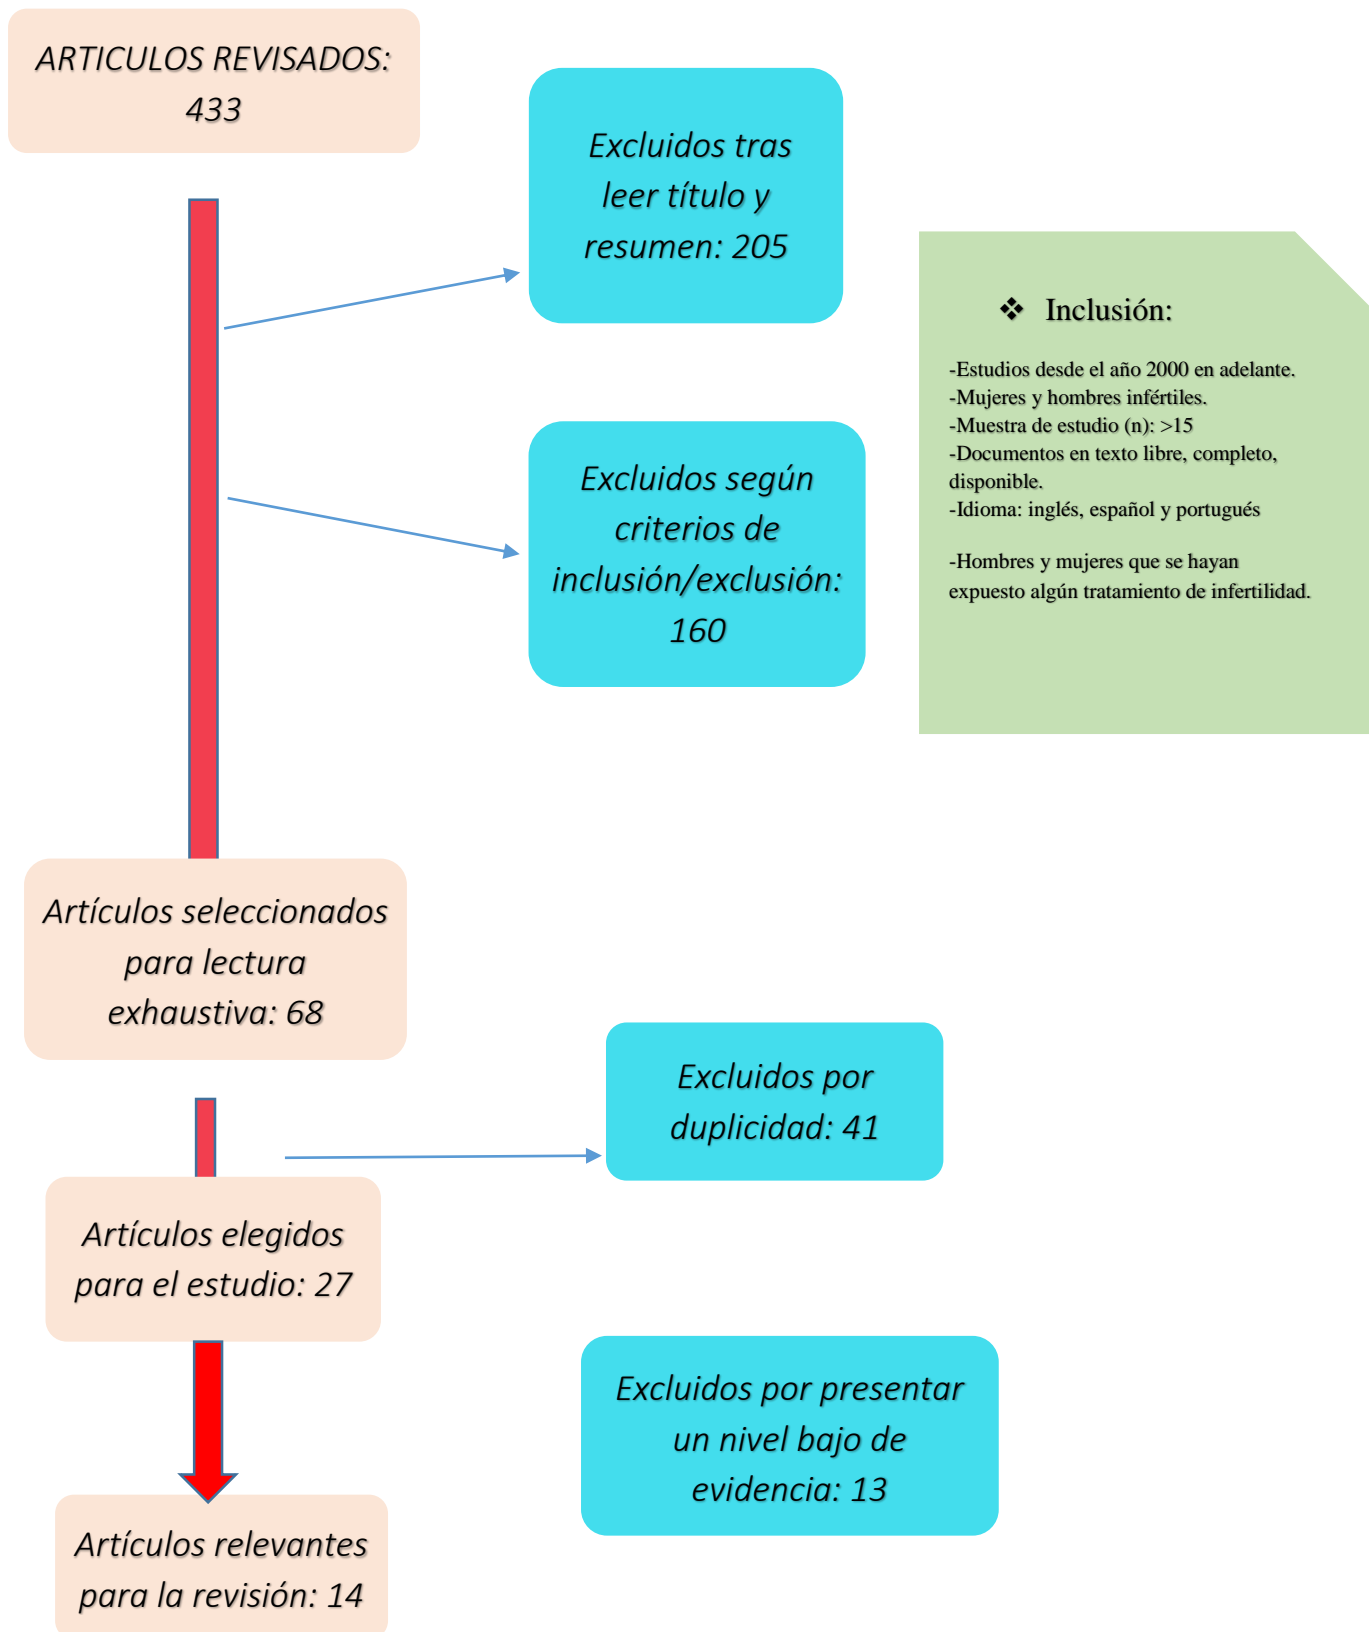 ARTICULOS REVISADOS:
433
Excluidos tras
leer título y
resumen: 205
❖ Inclusión:
-Estudios desde el año 2000 en adelante.
-Mujeres y hombres infértiles.
-Muestra de estudio (n): >15
-Documentos en texto libre, completo,
disponible.
-Idioma: inglés, español y portugués
-Hombres y mujeres que se hayan
expuesto algún tratamiento de infertilidad.
Excluidos según
criterios de
inclusión/exclusión:
160
Artículos seleccionados
para lectura
exhaustiva: 68
Excluidos por
duplicidad: 41
Artículos elegidos
para el estudio: 27
Excluidos por presentar
un nivel bajo de
evidencia: 13
Artículos relevantes
para la revisión: 14